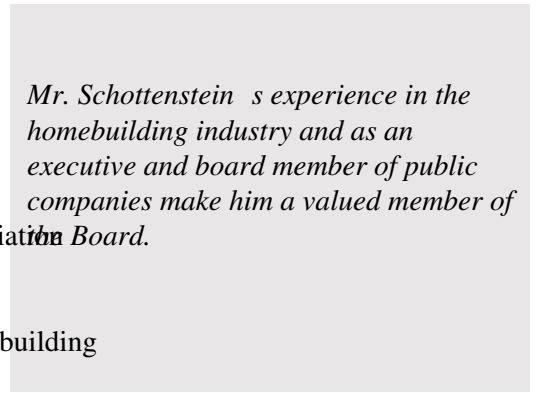 Mr. Schottenstein s experience in the
homebuilding industry and as an
executive and board member of public
companies make him a valued member of
the Board.
iation
building